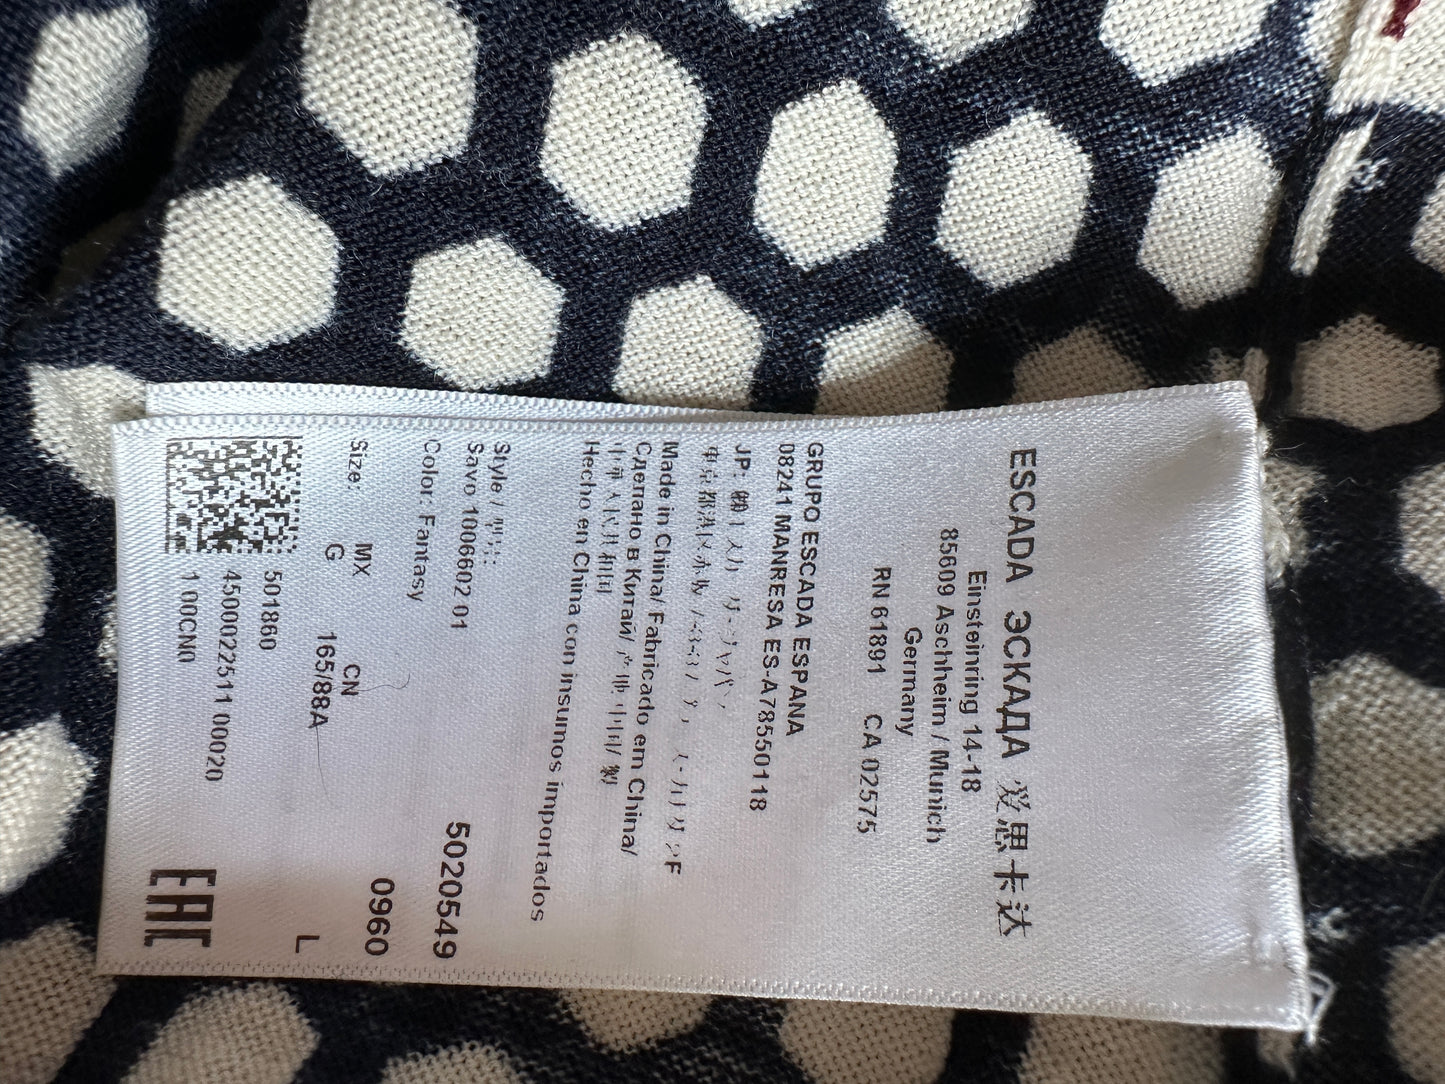 ESCADA ЭСКАДА 爱思卡达
Einsteinring 14-18
85609 Aschheim / Munich
Germany
RN 61891 CA 02575
GRUPO ESCADA ESPANA
08241 MANRESA ES-A78550118
JP:
Made in China/ Fabricado em China/
Сделано в Китай/
Hecho en China con insumos importados
Style /
Savo 1006602 01 5020549
Color: Fantasy 0960
Size: MX CN
G 165/88A L
501860
4500022511 00020
1 00CN0
EAC